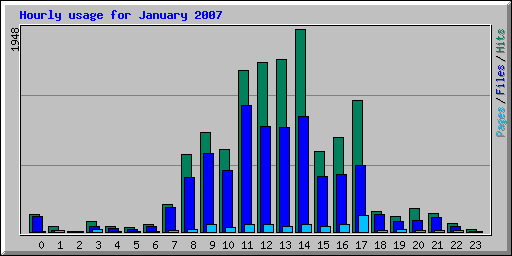 Hourly usage for January 2007
1948
Pages/Files/Hits
0 1 2 3 4 5 6 7 8 9 10 11 12 13 14 15 16 17 18 19 20 21 22 23